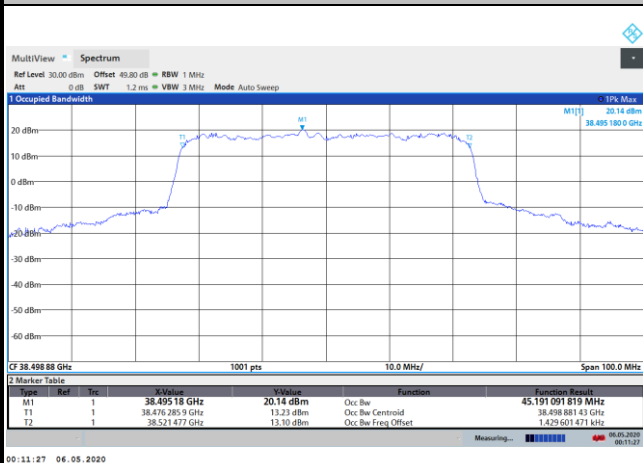 MultiView Spectrum
Ref Level 30.00 dBm Offset 49.80 dB RBW 1 MHz
Att 0 dB SWT 1.2 ms VBW 3 MHz Mode Auto Sweep
1 Occupied Bandwidth 1Pk Max
M1[1] 20.14 dBm
38.495 180 0 GHz
M1
T1
T2
20 dBm
10 dBm
0 dBm
-10 dBm
-20 dBm
-30 dBm
-40 dBm
-50 dBm
-60 dBm
CF 38.498 88 GHz 1001 pts 10.0 MHz/ Span 100.0 MHz
2 Marker Table
Type Ref Trc X-Value Y-Value Function Function Result
M1 1 38.495 18 GHz 20.14 dBm Occ Bw 45.191 091 819 MHz
T1 1 38.476 285 9 GHz 13.23 dBm Occ Bw Centroid 38.498 881 43 GHz
T2 1 38.521 477 GHz 13.10 dBm Occ Bw Freq Offset 1.429 601 471 kHz
Measuring... 06.05.2020
00:11:27
00:11:27 06.05.2020